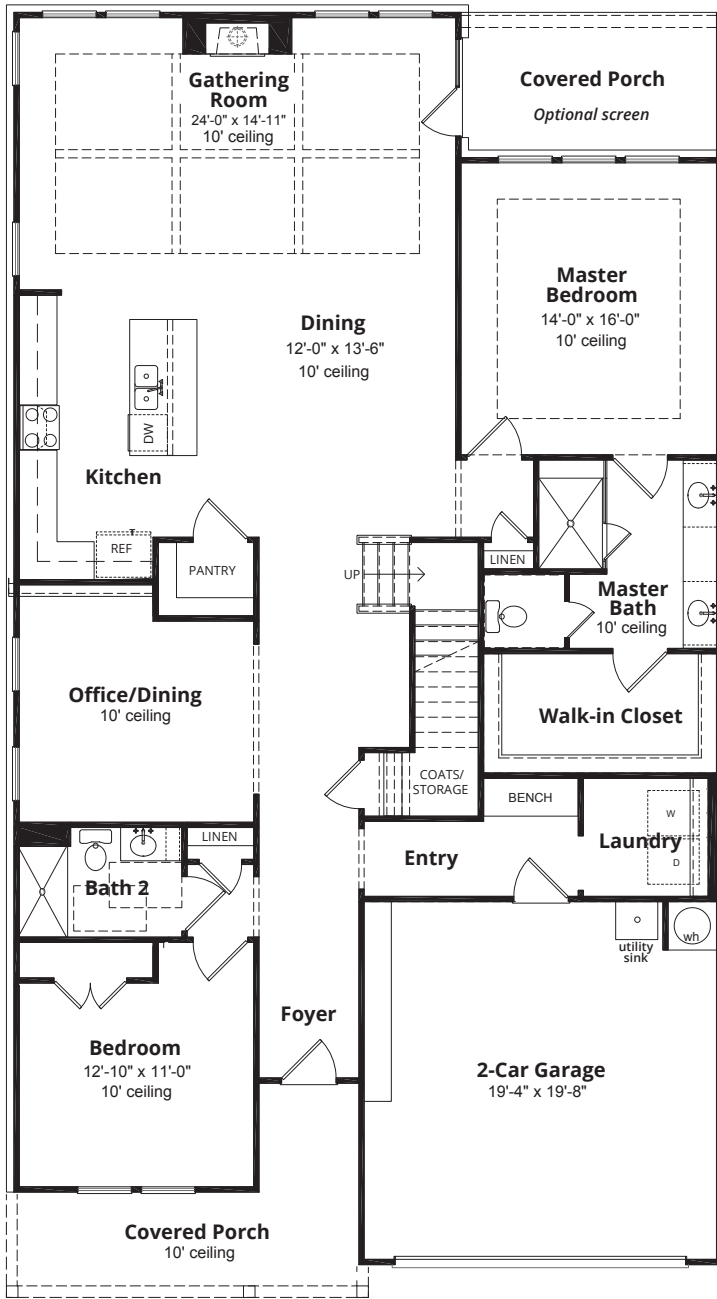 Gathering
Room
24'-0" x 14'-11"
10' ceiling
Covered Porch
Optional screen
Master
Bedroom
14'-0" x 16'-0"
10' ceiling
Dining
12'-0" x 13'-6"
10' ceiling
DW
Kitchen
REF
PANTRY
UP
LINEN
Master
Bath
10' ceiling
Office/Dining
10' ceiling
Walk-in Closet
COATS/
STORAGE
BENCH
W
D
Laundry
Entry
LINEN
Bath 2
utility
sink
wh
Foyer
Bedroom
12'-10" x 11'-0"
10' ceiling
2-Car Garage
19'-4" x 19'-8"
Covered Porch
10' ceiling